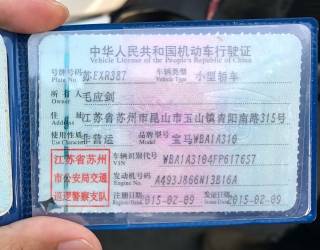 中华人民共和国机动车行驶证
Vehicle License of the People's Republic of China
号牌号码 苏EXR387 车辆类型 小型轿车
Plate No. Vehicle Type
所有人 毛应剑
Owner
住址 江苏省苏州市昆山市玉山镇青阳南路315号
Address
使用性质 非营运 品牌型号 宝马WBA1A310
Use Character Model
江苏省苏州 车辆识别代号 WBA1A3104FP617657
VIN
市公安局交通 发动机号码 A493J866N13B16A
Engine No.
巡逻警察支队 注册日期 2015-02-09 发证日期 2015-02-09
Register Date Issue Date